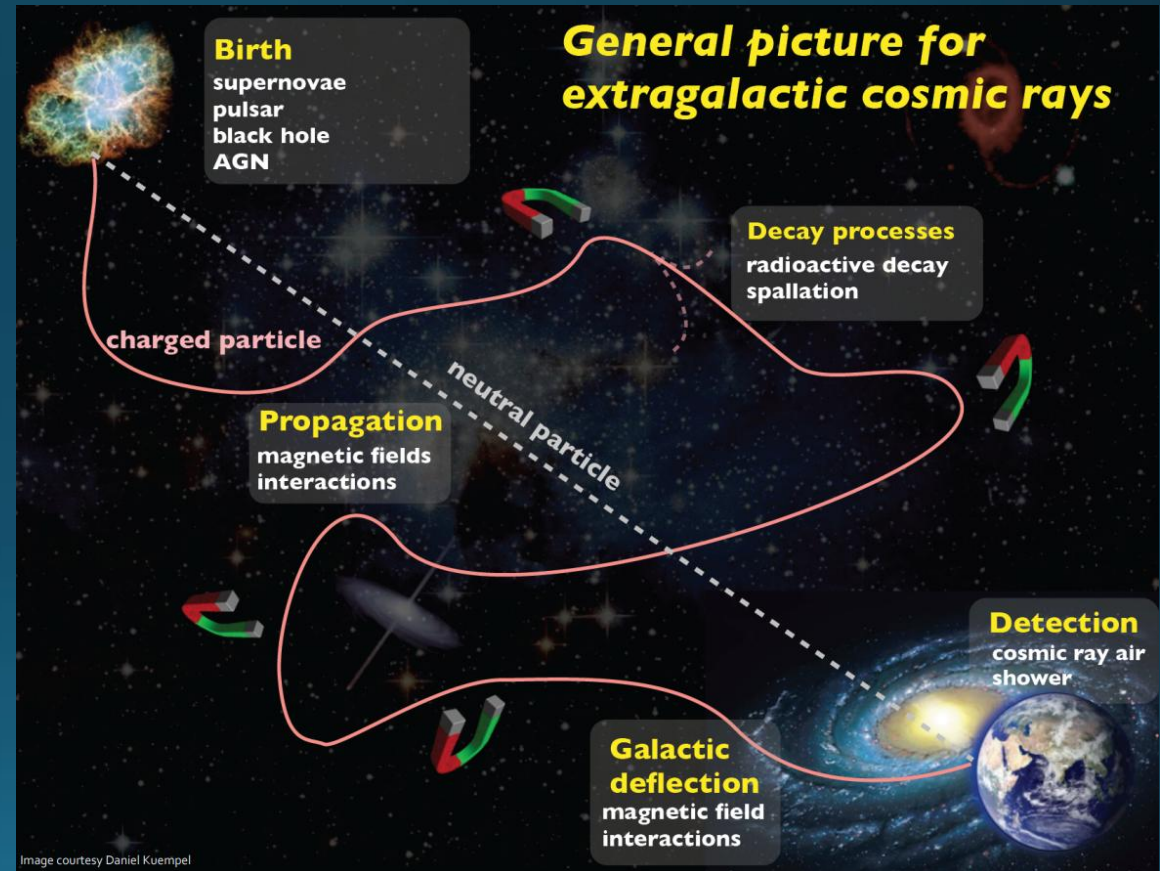 General picture for
extragalactic cosmic rays
Birth
supernovae
pulsar
black hole
AGN
Decay processes
radioactive decay
spallation
charged particle
neutral particle
Propagation
magnetic fields
interactions
Detection
cosmic ray air
shower
Galactic
deflection
magnetic field
interactions
Image courtesy Daniel Kuempel